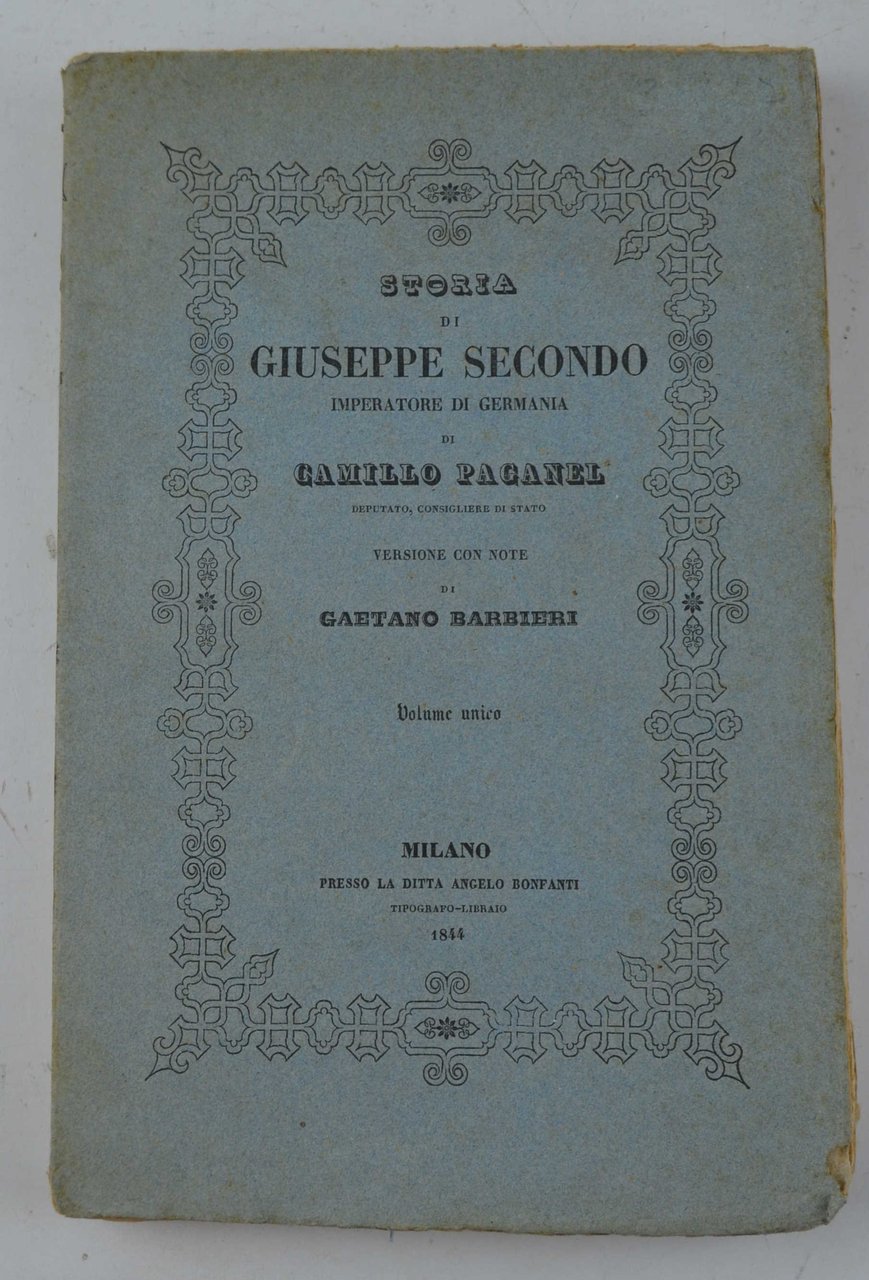 STORIA
DI
GIUSEPPE SECONDO
IMPERATORE DI GERMANIA
DI
CAMILLO PAGANEL
DEPUTATO, CONSIGLIERE DI STATO
VERSIONE CON NOTE
DI
GAETANO BARBIERI
Volume unico
MILANO
PRESSO LA DITTA ANGELO BONFANTI
TIPOGRAFO-LIBRAIO
1844